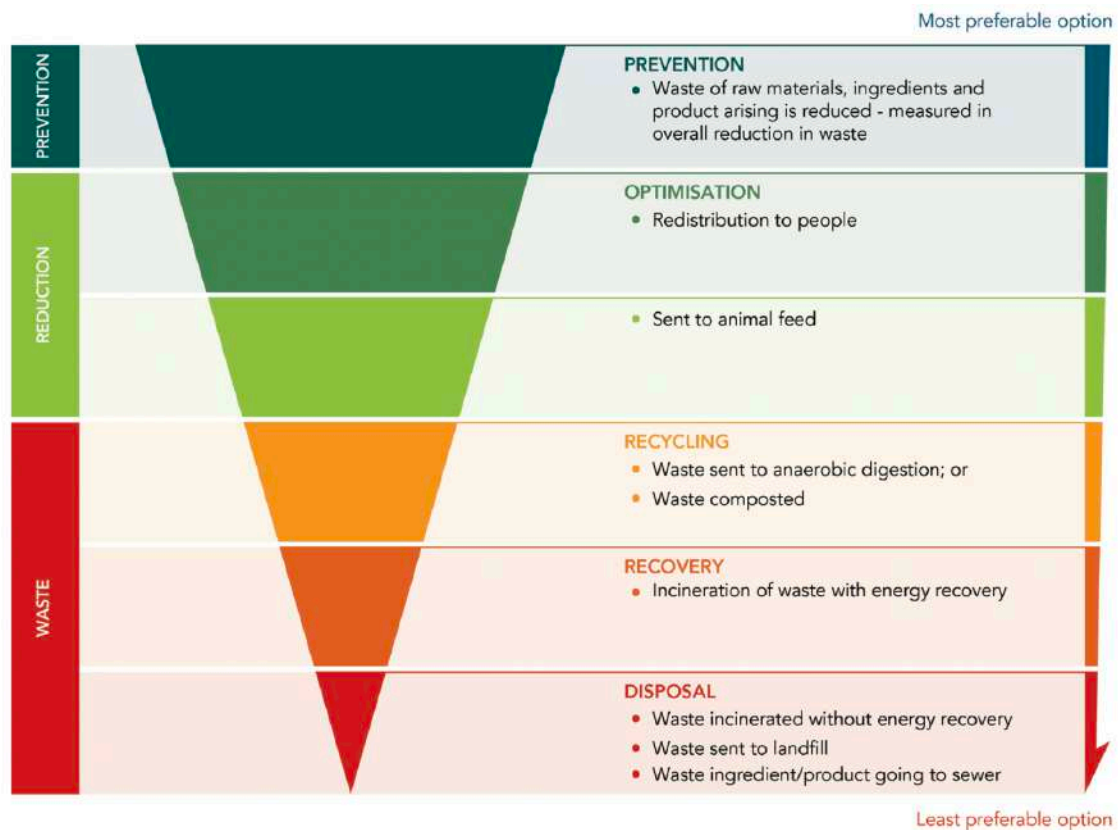 Most preferable option
PREVENTION
PREVENTION
• Waste of raw materials, ingredients and
product arising is reduced - measured in
overall reduction in waste
REDUCTION
OPTIMISATION
• Redistribution to people
• Sent to animal feed
WASTE
RECYCLING
• Waste sent to anaerobic digestion; or
• Waste composted
RECOVERY
• Incineration of waste with energy recovery
DISPOSAL
• Waste incinerated without energy recovery
• Waste sent to landfill
• Waste ingredient/product going to sewer
Least preferable option